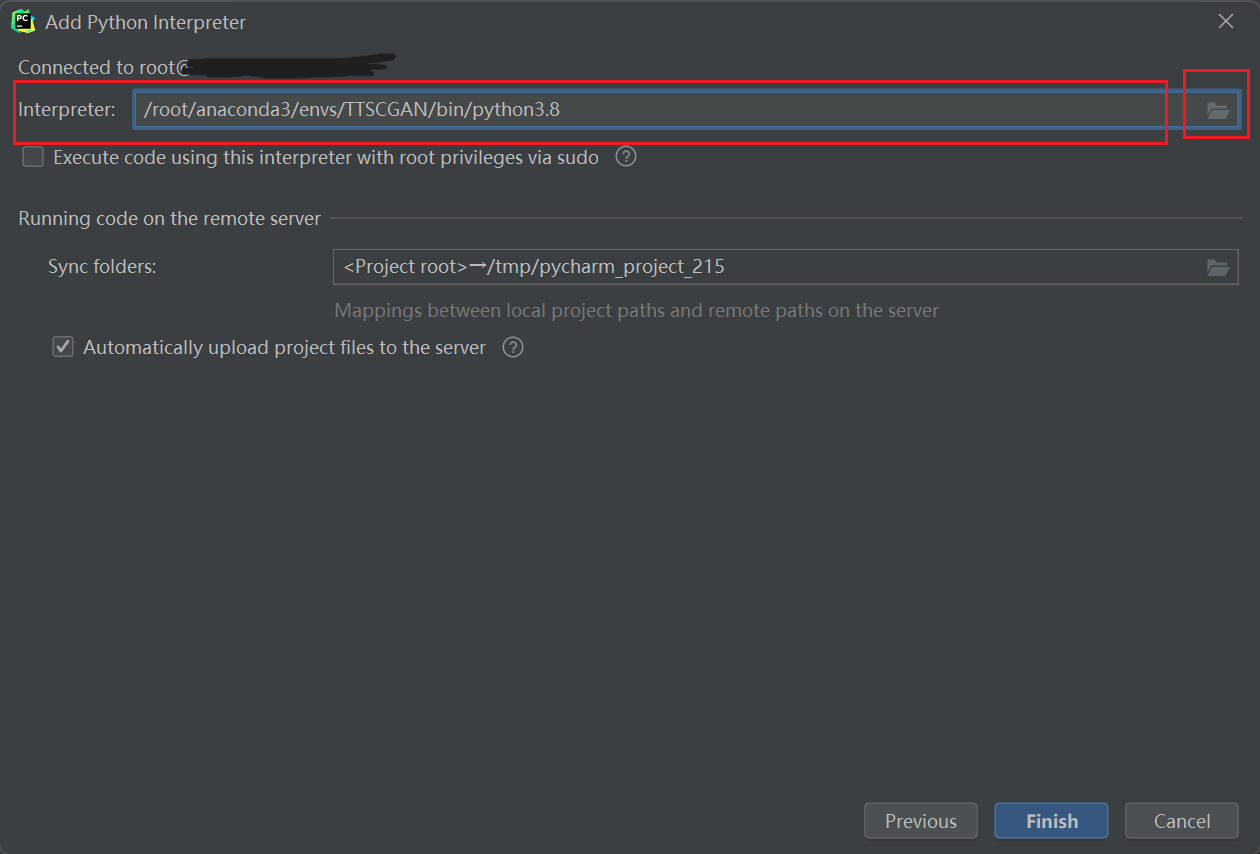 PC
Add Python Interpreter
Connected to root@
Interpreter: /root/anaconda3/envs/TTSCGAN/bin/python3.8
Execute code using this interpreter with root privileges via sudo ?
Running code on the remote server
Sync folders: <Project root>→/tmp/pycharm_project_215
Mappings between local project paths and remote paths on the server
Automatically upload project files to the server ?
Previous Finish Cancel